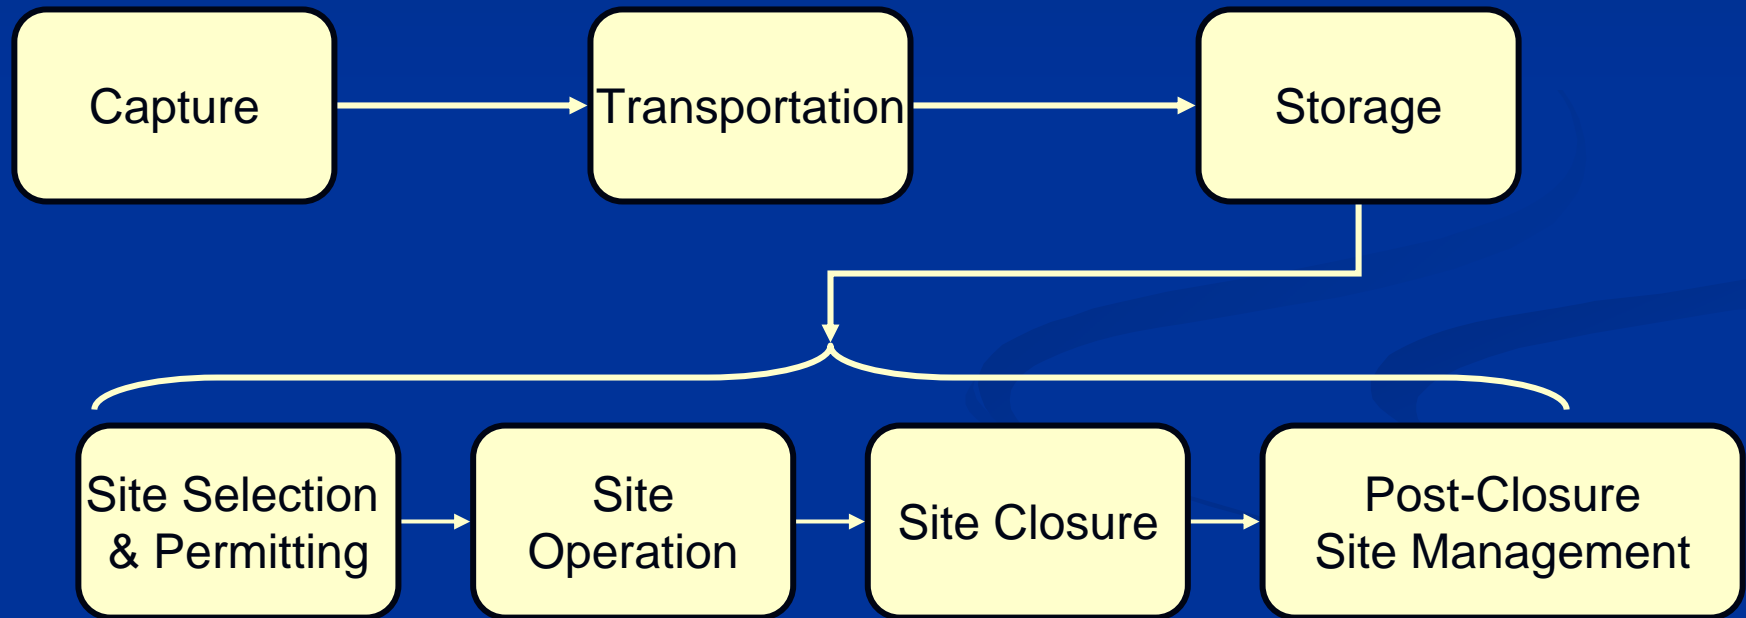 Capture
Transportation
Storage
Site Selection
& Permitting
Site
Operation
Site Closure
Post-Closure
Site Management